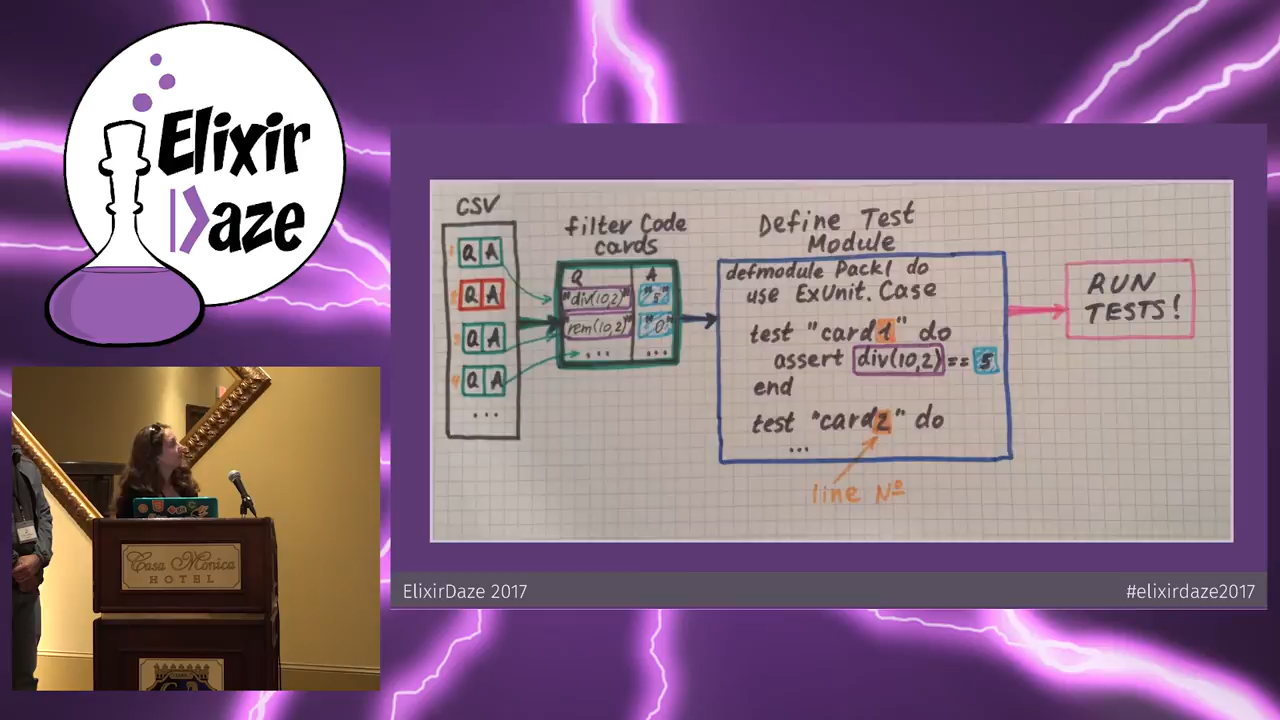 Elixir
Daze
CSV
Q A
Q A
Q A
Q A
...
filter Code
cards
Q A
"div(10,2)" "5"
"rem(10,2)" "0"
... ...
Define Test
Module
defmodule Pack1 do
use ExUnit.Case
test "card1" do
assert div(10,2) == 5
end
test "card2" do
...
line №
RUN
TESTS!
Casa Monica
HOTEL
ElixirDaze 2017
#elixirdaze2017